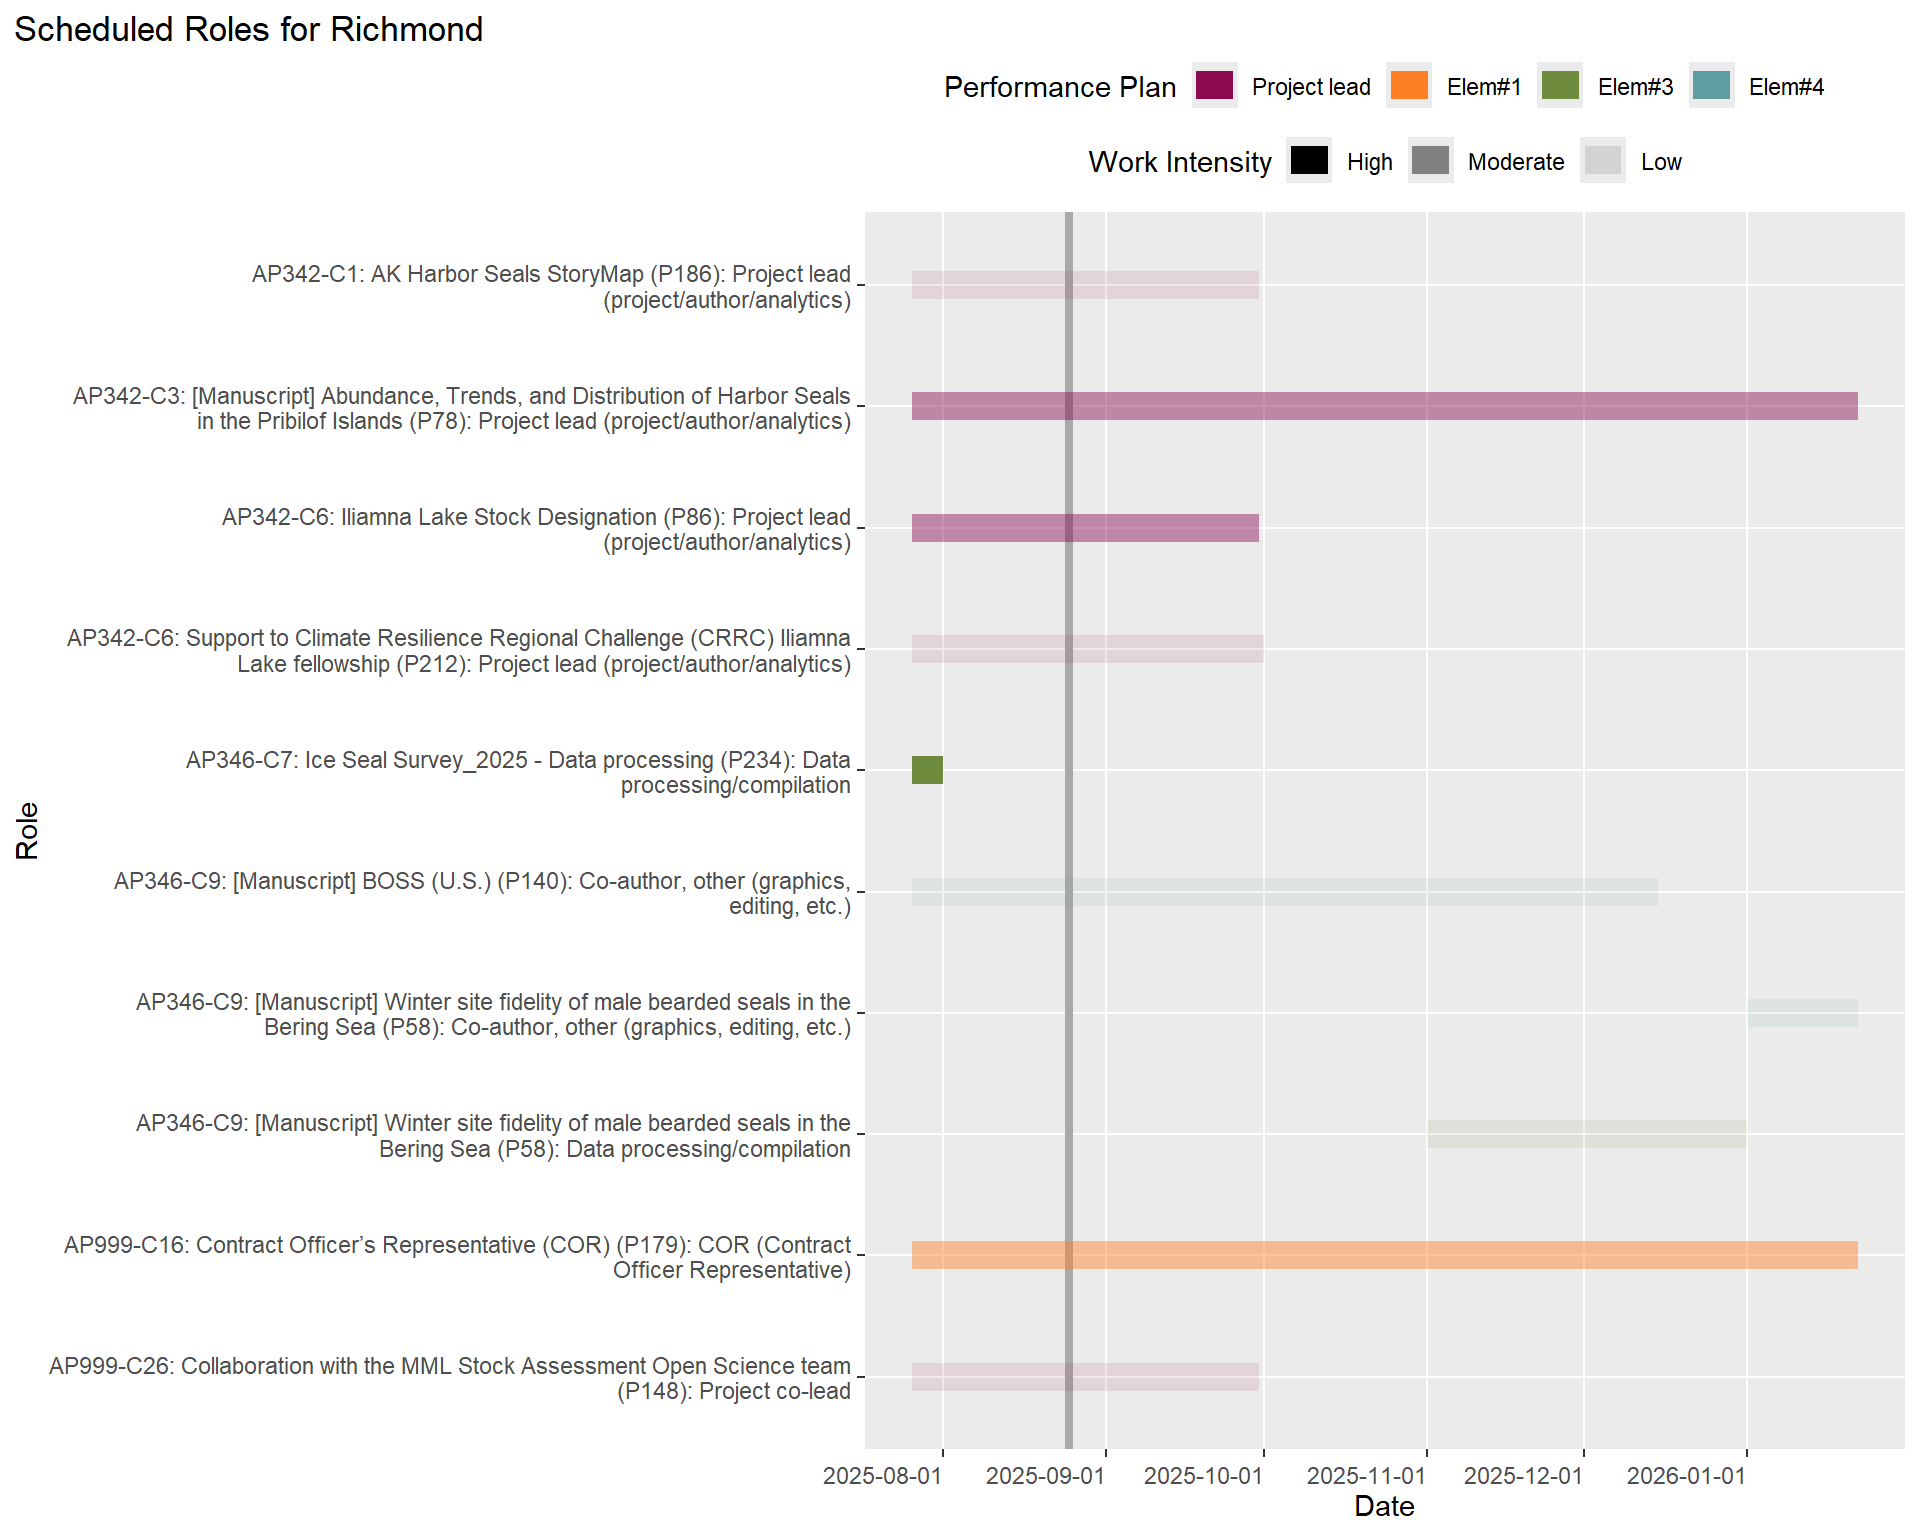 Scheduled Roles for Richmond
Performance Plan Project lead Elem#1 Elem#3 Elem#4
Work Intensity High Moderate Low
AP342-C1: AK Harbor Seals StoryMap (P186): Project lead
(project/author/analytics)
AP342-C3: [Manuscript] Abundance, Trends, and Distribution of Harbor Seals
in the Pribilof Islands (P78): Project lead (project/author/analytics)
AP342-C6: Iliamna Lake Stock Designation (P86): Project lead
(project/author/analytics)
AP342-C6: Support to Climate Resilience Regional Challenge (CRRC) Iliamna
Lake fellowship (P212): Project lead (project/author/analytics)
AP346-C7: Ice Seal Survey_2025 - Data processing (P234): Data
processing/compilation
AP346-C9: [Manuscript] BOSS (U.S.) (P140): Co-author, other (graphics,
editing, etc.)
AP346-C9: [Manuscript] Winter site fidelity of male bearded seals in the
Bering Sea (P58): Co-author, other (graphics, editing, etc.)
AP346-C9: [Manuscript] Winter site fidelity of male bearded seals in the
Bering Sea (P58): Data processing/compilation
AP999-C16: Contract Officer’s Representative (COR) (P179): COR (Contract
Officer Representative)
AP999-C26: Collaboration with the MML Stock Assessment Open Science team
(P148): Project co-lead
Role
2025-08-01 2025-09-01 2025-10-01 2025-11-01 2025-12-01 2026-01-01
Date